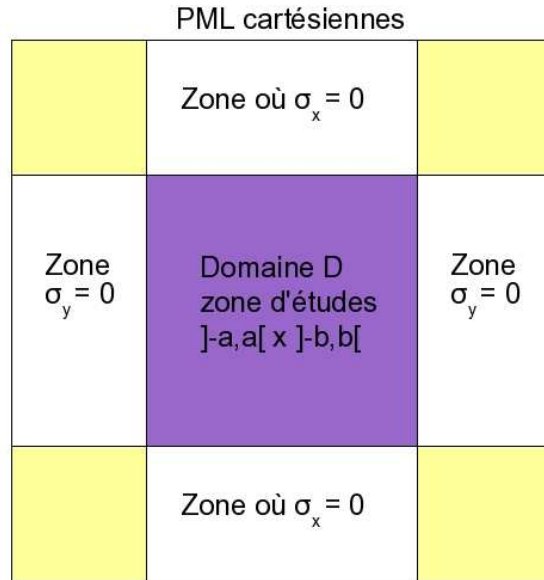 PML cartésiennes
Zone où σx = 0
Zone
σy = 0
Domaine D
zone d'études
]-a,a[ x ]-b,b[
Zone
σy = 0
Zone où σx = 0